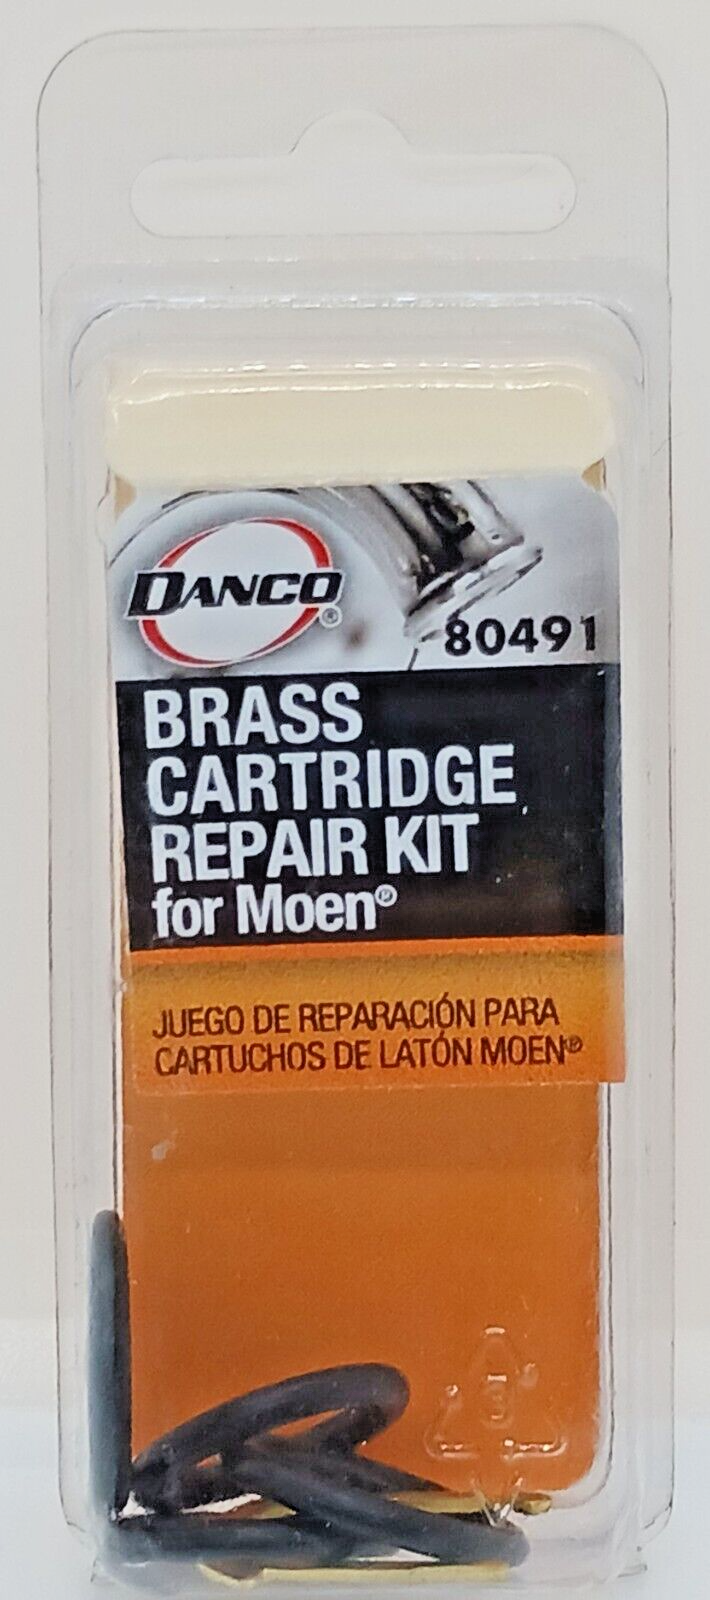 DANCO®
80491
BRASS
CARTRIDGE
REPAIR KIT
for Moen®
JUEGO DE REPARACIÓN PARA
CARTUCHOS DE LATÓN MOEN®